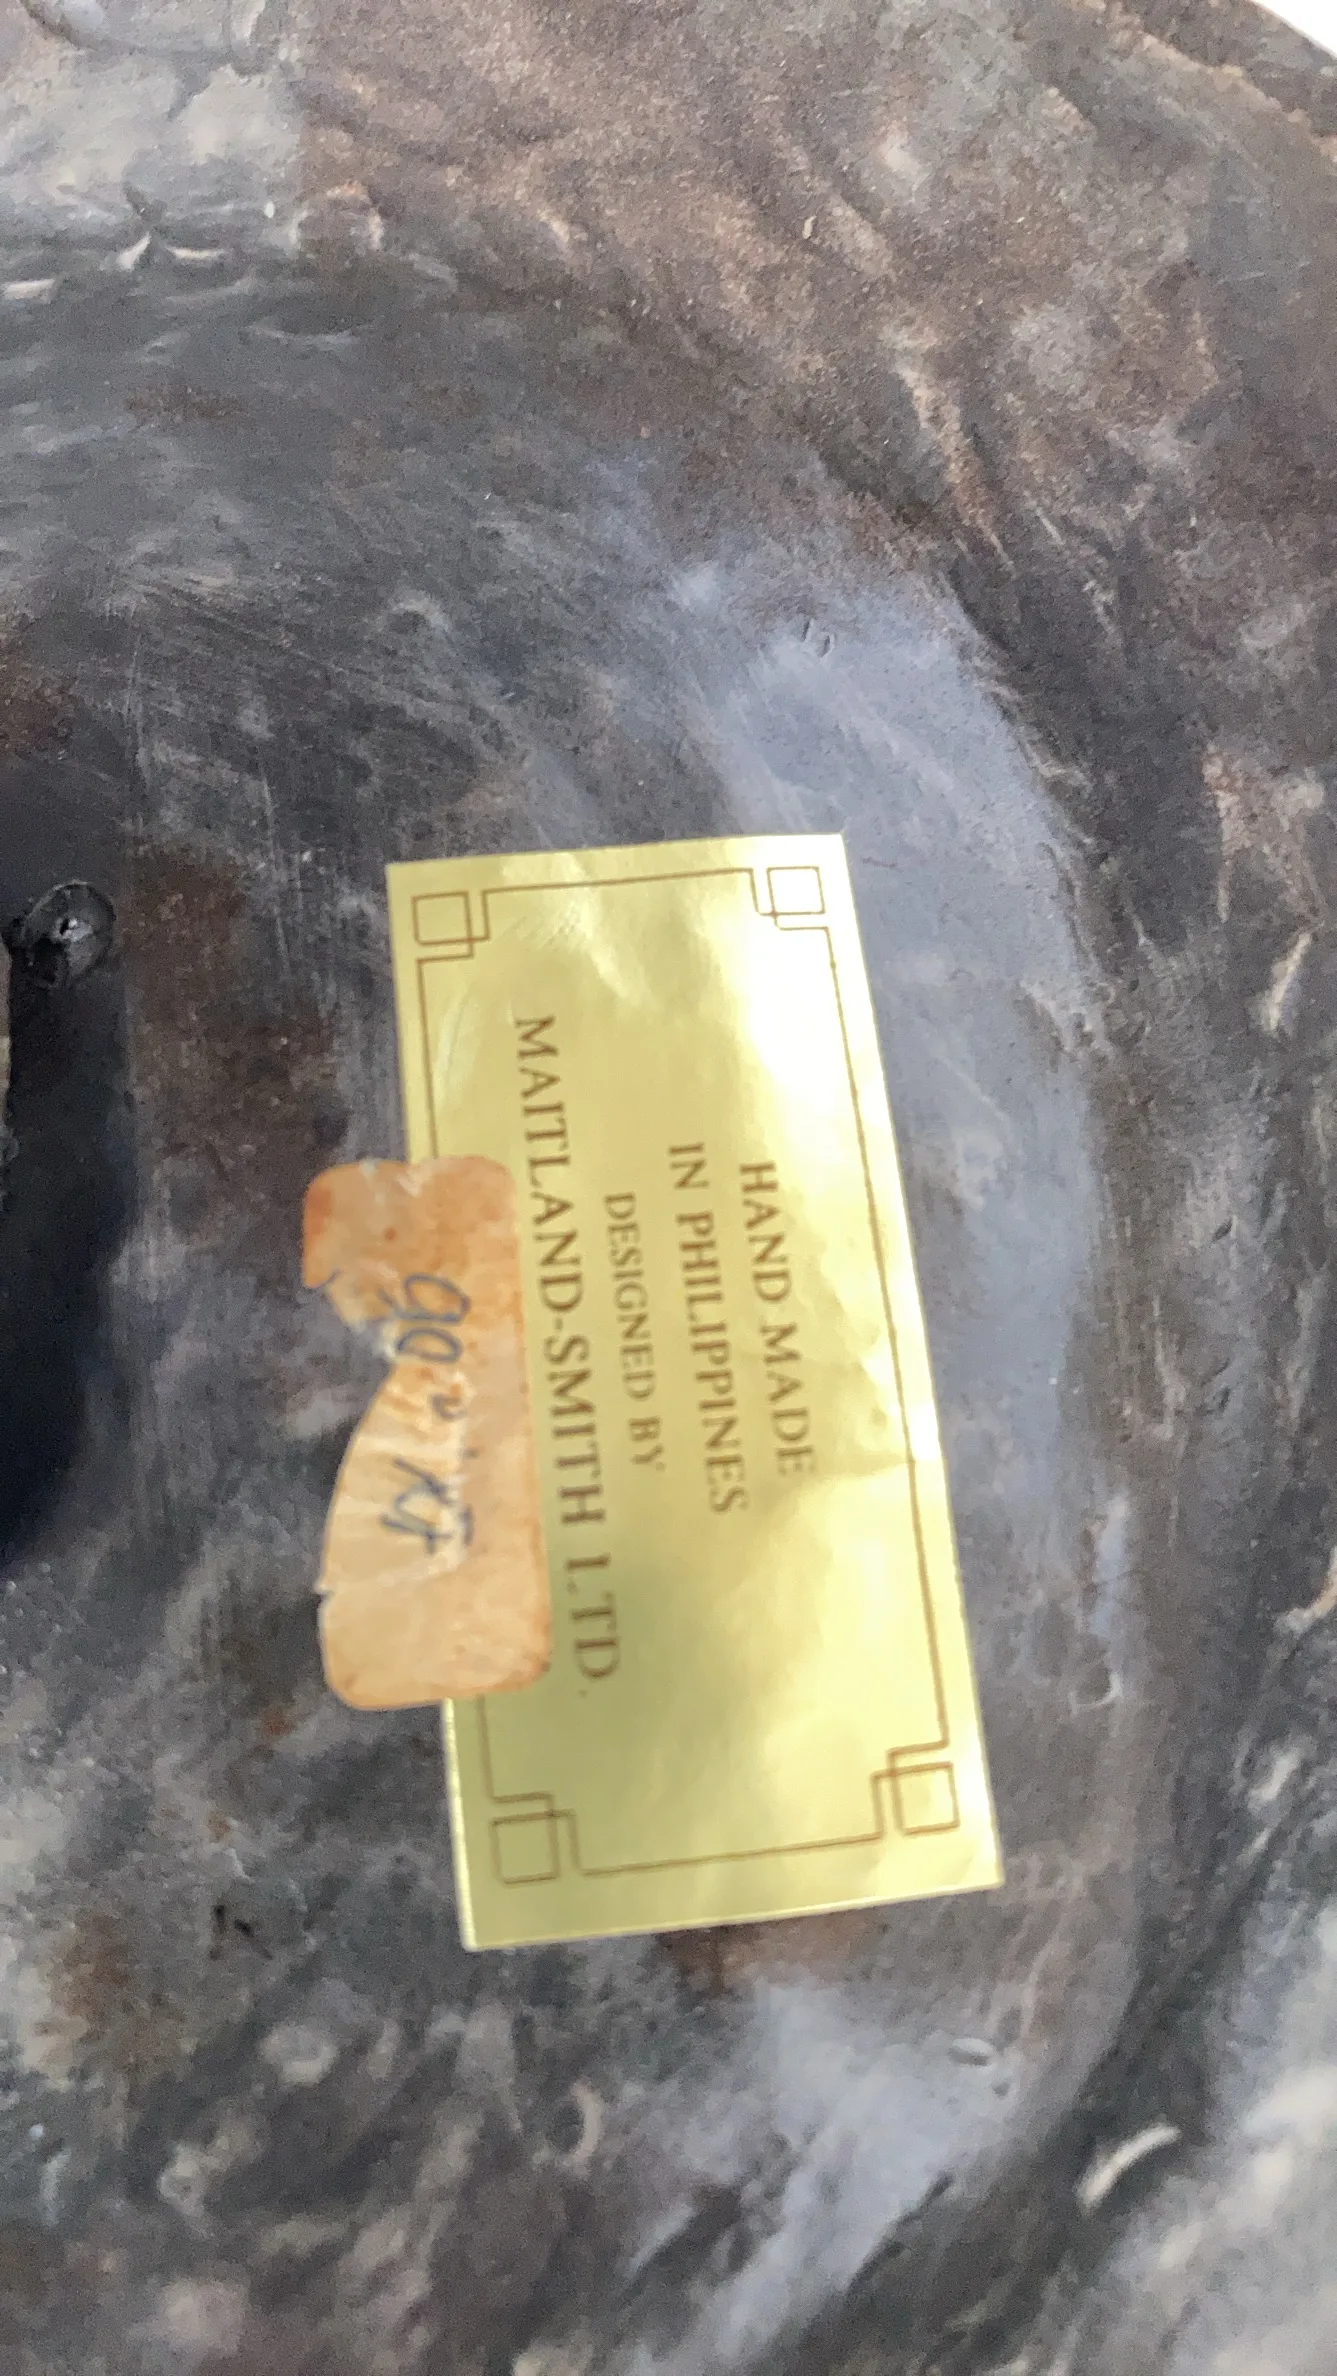 HAND MADE
IN PHILIPPINES
DESIGNED BY
MAITLAND-SMITH LTD.